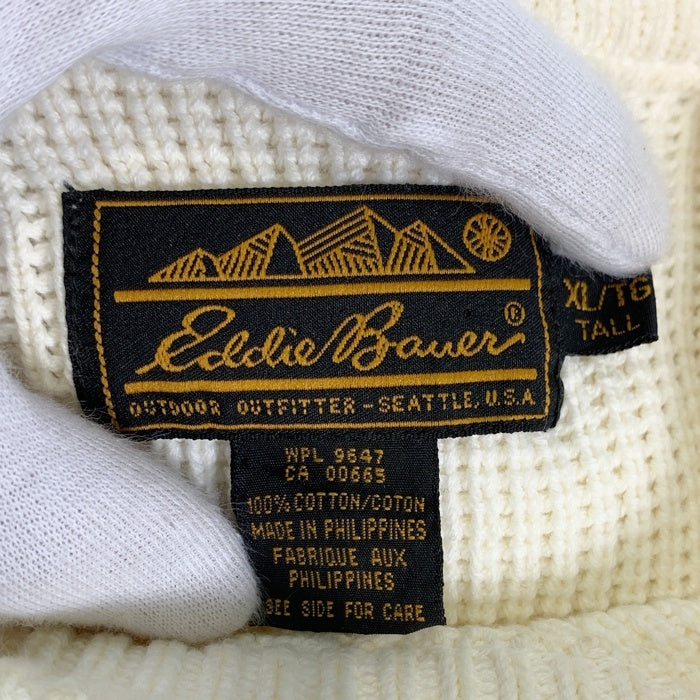 Eddie Bauer®
OUTDOOR OUTFITTER - SEATTLE, U.S.A.
XL/TG
TALL
WPL 9647
CA 00665
100% COTTON/COTON
MADE IN PHILIPPINES
FABRIQUE AUX
PHILIPPINES
SEE SIDE FOR CARE